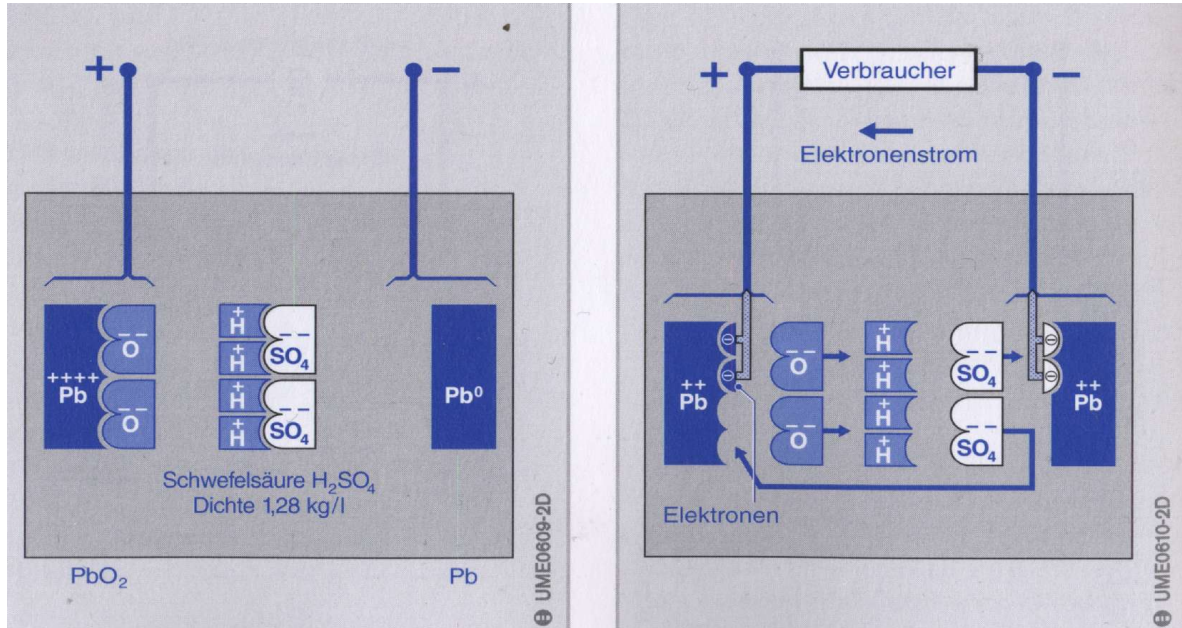 + −
++++
Pb
− −
O
− −
O
+
H
+
H
+
H
+
H
− −
SO₄
− −
SO₄
Pb⁰
Schwefelsäure H₂SO₄
Dichte 1,28 kg/l
PbO₂ Pb
UME0609-2D
+ Verbraucher −
Elektronenstrom
++
Pb
⊖
⊖
− −
O
− −
O
+
H
+
H
+
H
+
H
− −
SO₄
− −
SO₄
⊖
⊖
++
Pb
Elektronen
UME0610-2D